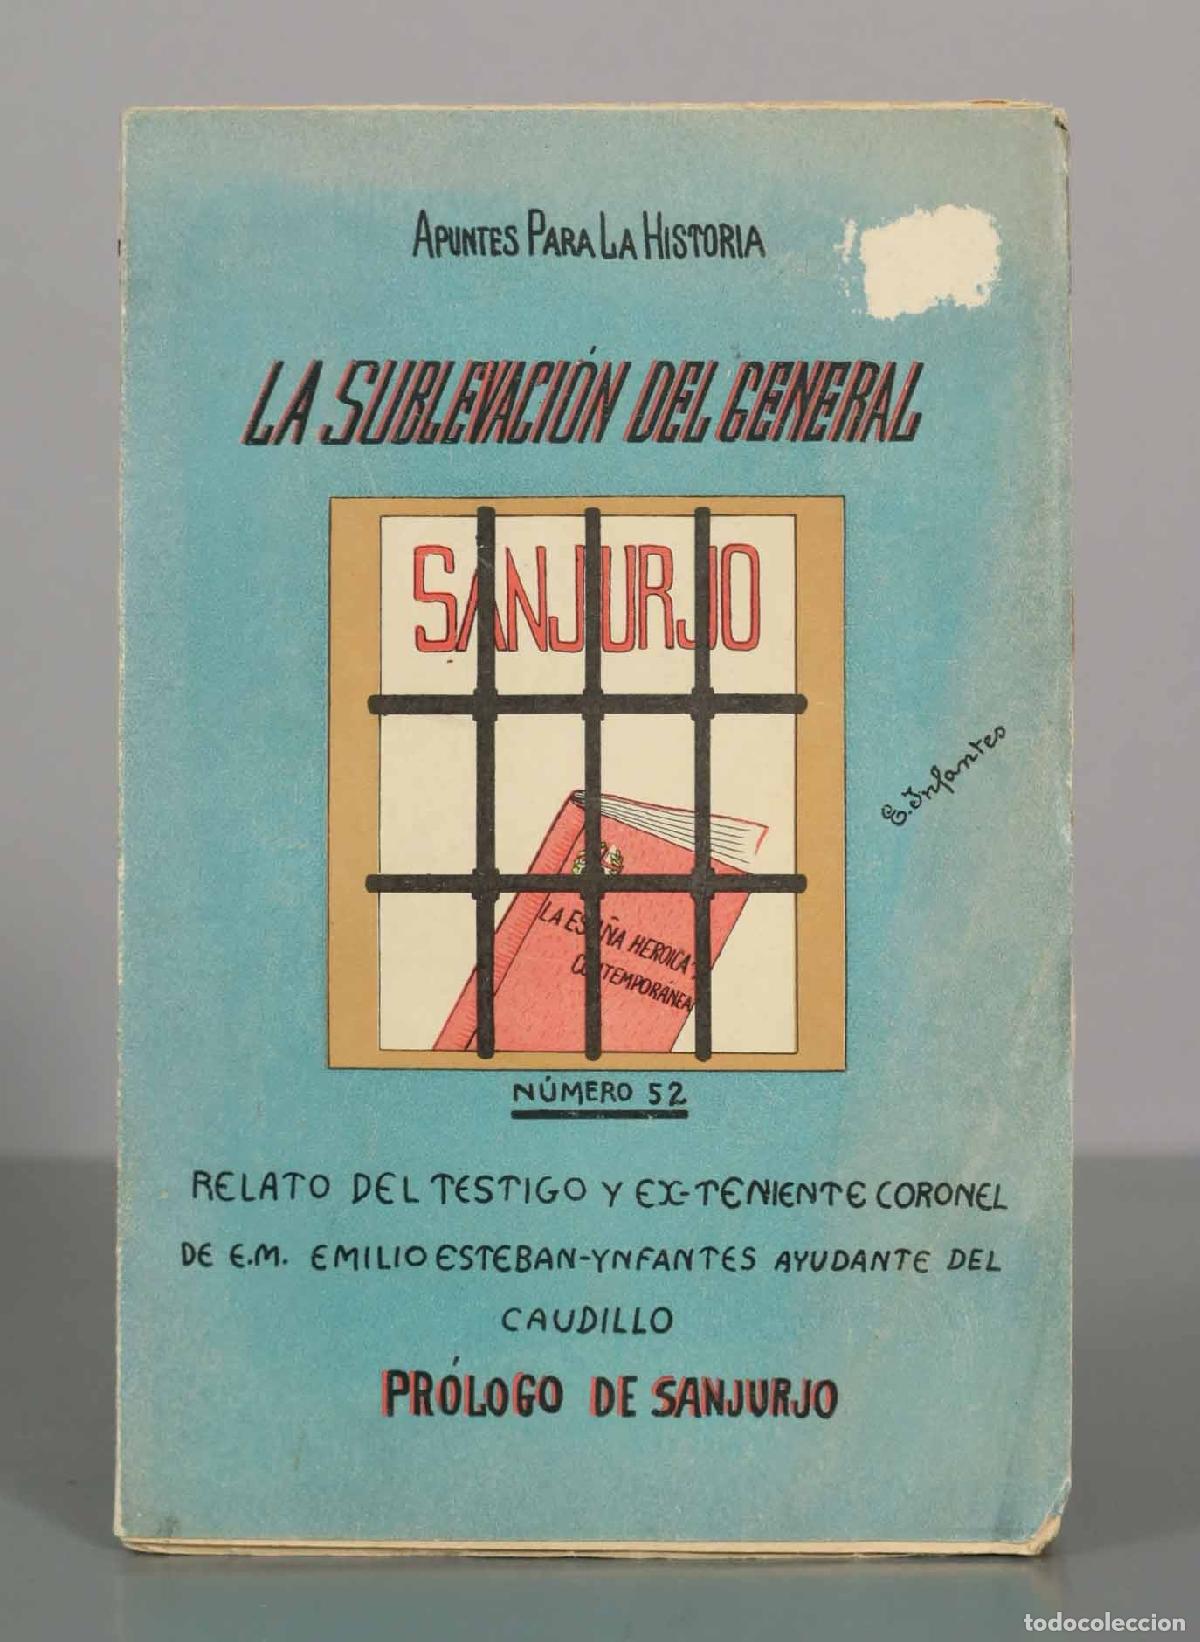 APUNTES PARA LA HISTORIA
LA SUBLEVACIÓN DEL GENERAL
SANJURJO
LA ESPAÑA HEROICA
CONTEMPORÁNEA
E. Infantes
NÚMERO 52
RELATO DEL TESTIGO Y EX-TENIENTE CORONEL
DE E.M. EMILIO ESTEBAN-YNFANTES AYUDANTE DEL
CAUDILLO
PRÓLOGO DE SANJURJO
todocoleccion